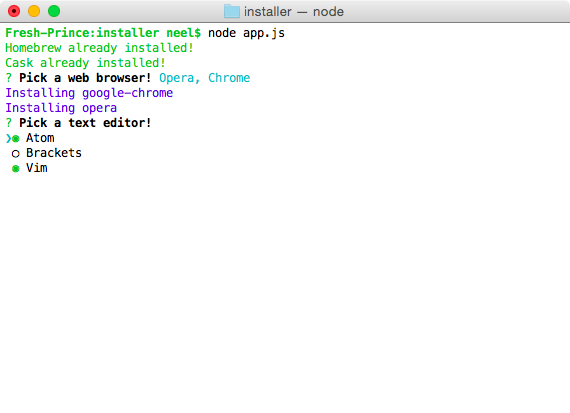 installer — node
Fresh-Prince:installer neel$ node app.js
Homebrew already installed!
Cask already installed!
? Pick a web browser! Opera, Chrome
Installing google-chrome
Installing opera
? Pick a text editor!
❯◉ Atom
◯ Brackets
◉ Vim